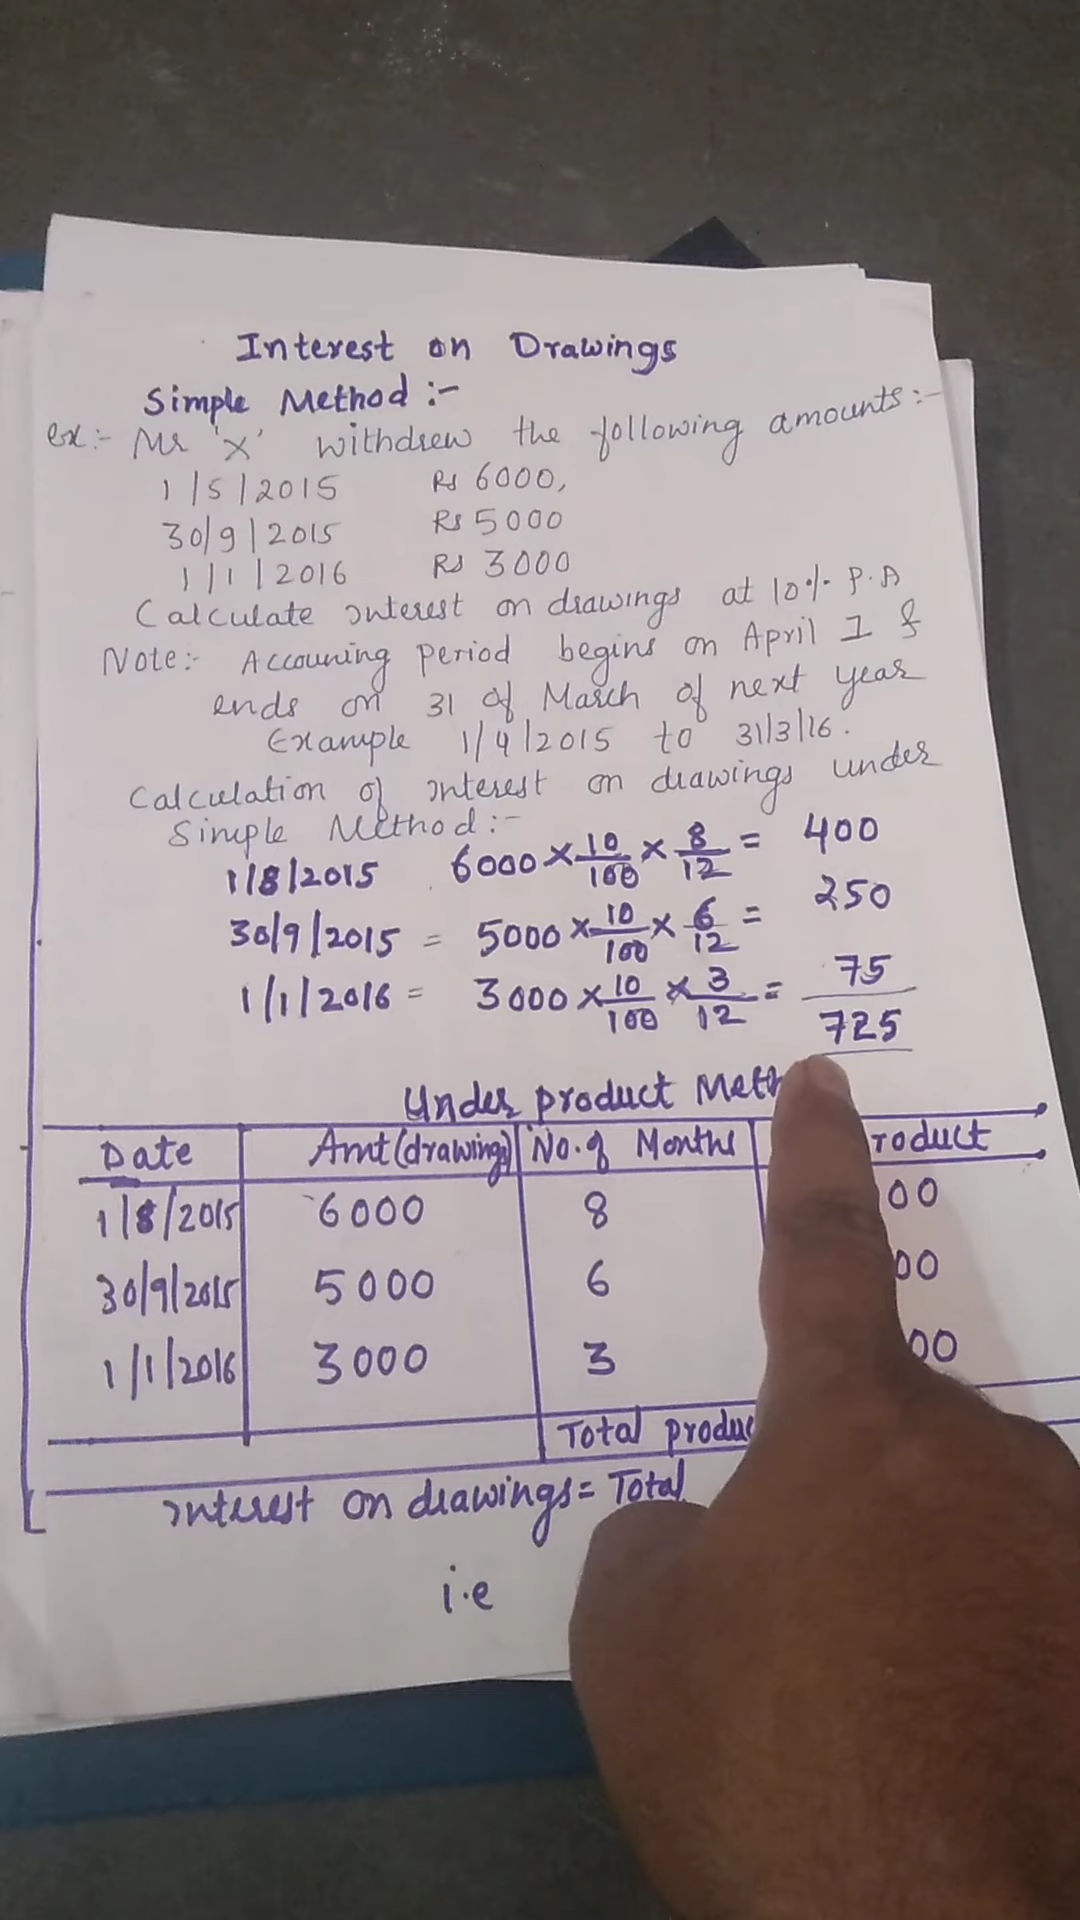 Interest on Drawings
Simple Method :-
ex:- Mr 'X' withdrew the following amounts:-
1/5/2015 Rs 6000,
30/9/2015 Rs 5000
1/1/2016 Rs 3000
Calculate interest on drawings at 10% P.A
Note:- Accouning period begins on April 1 &
ends on 31 of March of next year
Example 1/4/2015 to 31/3/16.
Calculation of interest on drawings under
Simple Method:-
1/8/2015 6000 × 10/100 × 8/12 = 400
30/9/2015 = 5000 × 10/100 × 6/12 = 250
1/1/2016 = 3000 × 10/100 × 3/12 = 75
725
Under product Meth
Date Amt(drawings) No. of Months roduct
1/8/2015 6000 8 00
30/9/2015 5000 6 00
1/1/2016 3000 3 00
Total produc
interest on drawings = Total
i.e